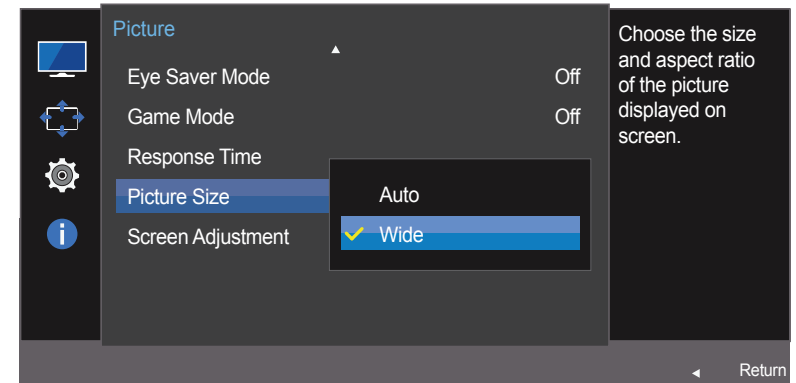 Picture
Eye Saver Mode Off
Game Mode Off
Response Time
Picture Size
Auto
Screen Adjustment
Wide
Choose the size
and aspect ratio
of the picture
displayed on
screen.
Return